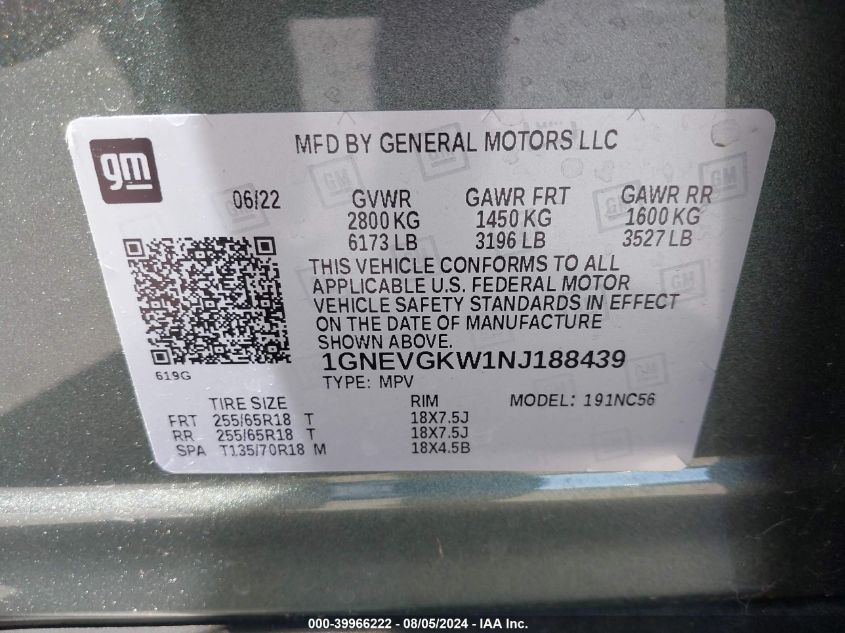 MFD BY GENERAL MOTORS LLC
gm
06/22 GVWR GAWR FRT GAWR RR
2800 KG 1450 KG 1600 KG
6173 LB 3196 LB 3527 LB
THIS VEHICLE CONFORMS TO ALL
APPLICABLE U.S. FEDERAL MOTOR
VEHICLE SAFETY STANDARDS IN EFFECT
ON THE DATE OF MANUFACTURE
SHOWN ABOVE.
1GNEVGKW1NJ188439
619G
TYPE: MPV
TIRE SIZE RIM MODEL: 191NC56
FRT 255/65R18 T 18X7.5J
RR 255/65R18 T 18X7.5J
SPA T135/70R18 M 18X4.5B
000-39966222 - 08/05/2024 - IAA Inc.